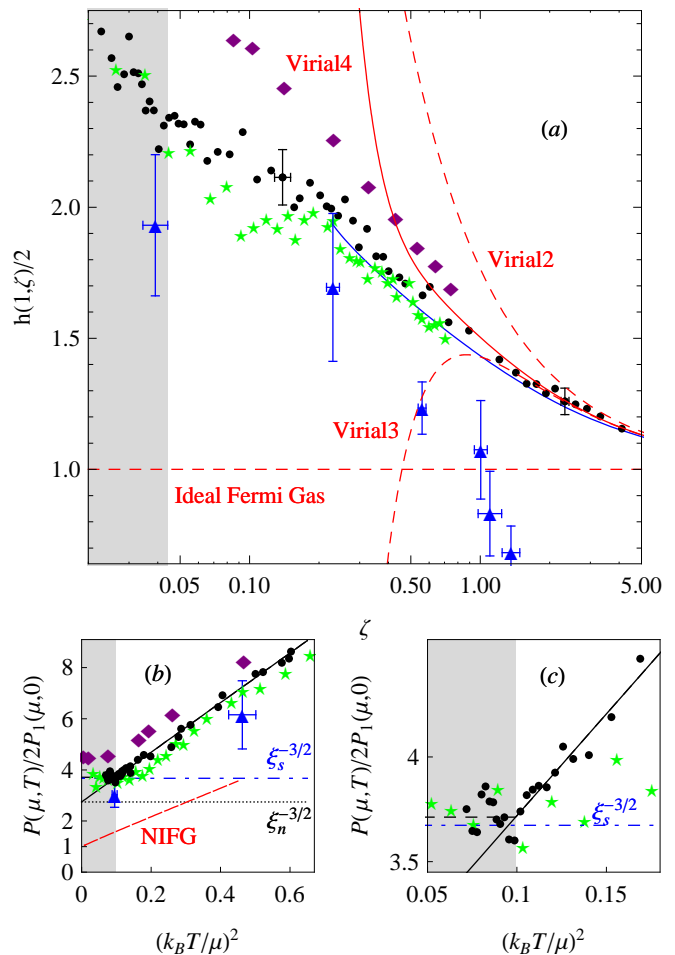 (a)
Virial4
Virial2
Virial3
Ideal Fermi Gas
h(1,ζ)/2
2.5
2.0
1.5
1.0
0.05 0.10 0.50 1.00 5.00
ζ
(b)
ξs^{-3/2}
ξn^{-3/2}
NIFG
P(μ,T)/2P1(μ,0)
8
6
4
2
1
0
0 0.2 0.4 0.6
(kBT/μ)²
(c)
ξs^{-3/2}
P(μ,T)/2P1(μ,0)
4
3.5
0.05 0.1 0.15
(kBT/μ)²